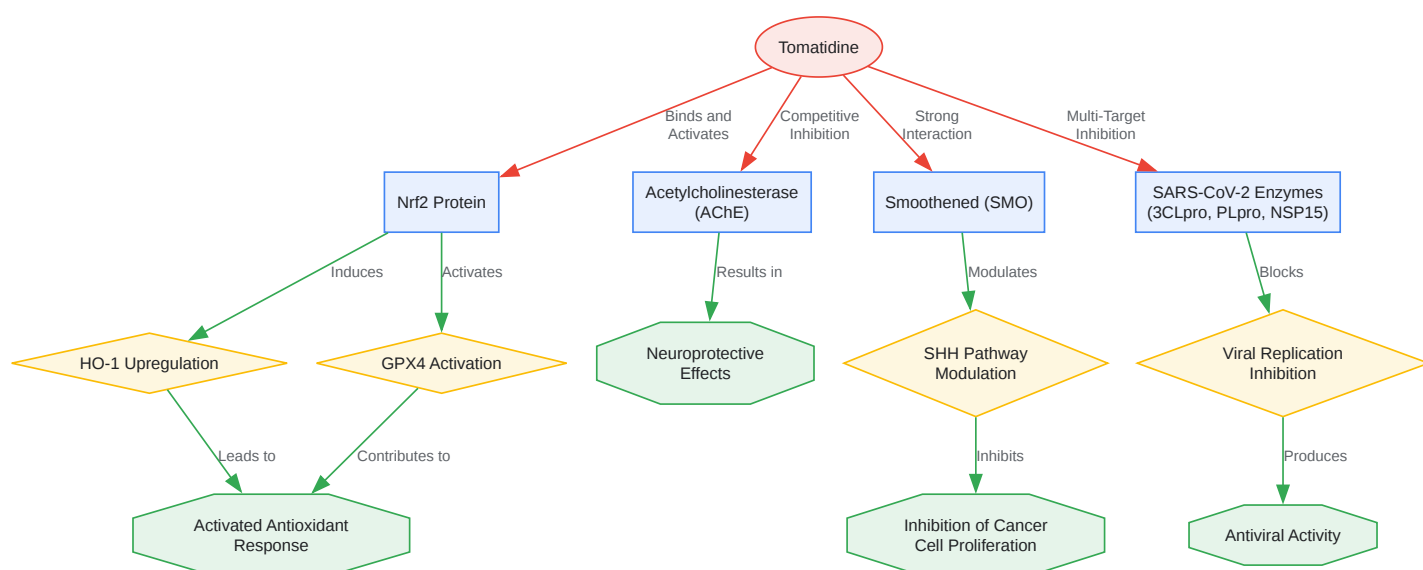 Tomatidine
Binds and
Activates
Competitive
Inhibition
Strong
Interaction
Multi-Target
Inhibition
Nrf2 Protein
Acetylcholinesterase
(AChE)
Smoothened (SMO)
SARS-CoV-2 Enzymes
(3CLpro, PLpro, NSP15)
Induces
Activates
Results in
Modulates
Blocks
HO-1 Upregulation
GPX4 Activation
Neuroprotective
Effects
SHH Pathway
Modulation
Viral Replication
Inhibition
Leads to
Contributes to
Inhibits
Produces
Activated Antioxidant
Response
Inhibition of Cancer
Cell Proliferation
Antiviral Activity